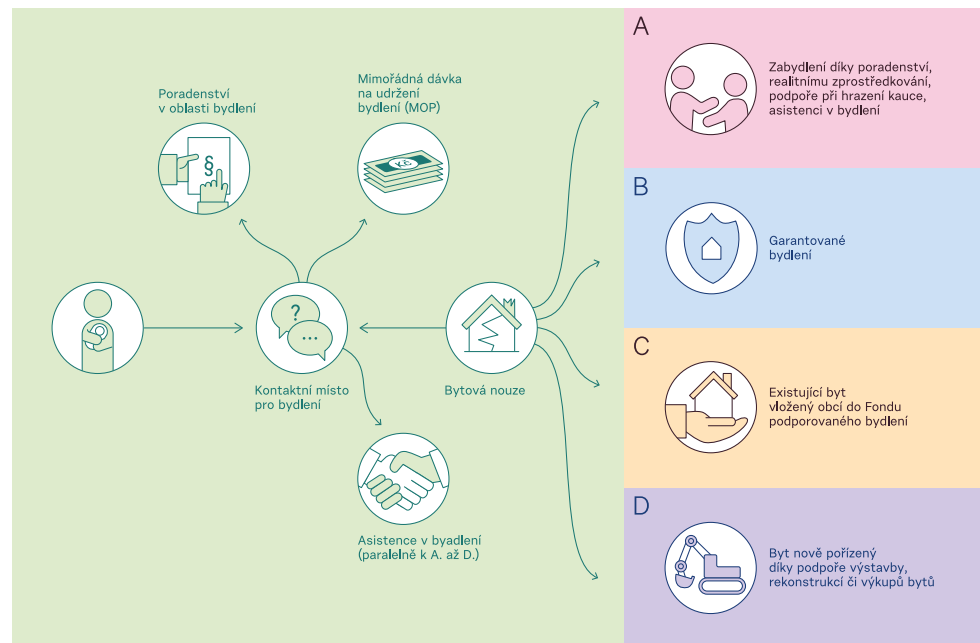 Poradenství
v oblasti bydlení
§
Mimořádná dávka
na udržení
bydlení (MOP)
Kč
?
...
Kontaktní místo
pro bydlení
Bytová nouze
Asistence v byadlení
(paralelně k A. až D.)
A
Zabydlení díky poradenství,
realitnímu zprostředkování,
podpoře při hrazení kauce,
asistenci v bydlení
B
Garantované
bydlení
C
Existující byt
vložený obcí do Fondu
podporovaného bydlení
D
Byt nově pořízený
díky podpoře výstavby,
rekonstrukcí či výkupů bytů